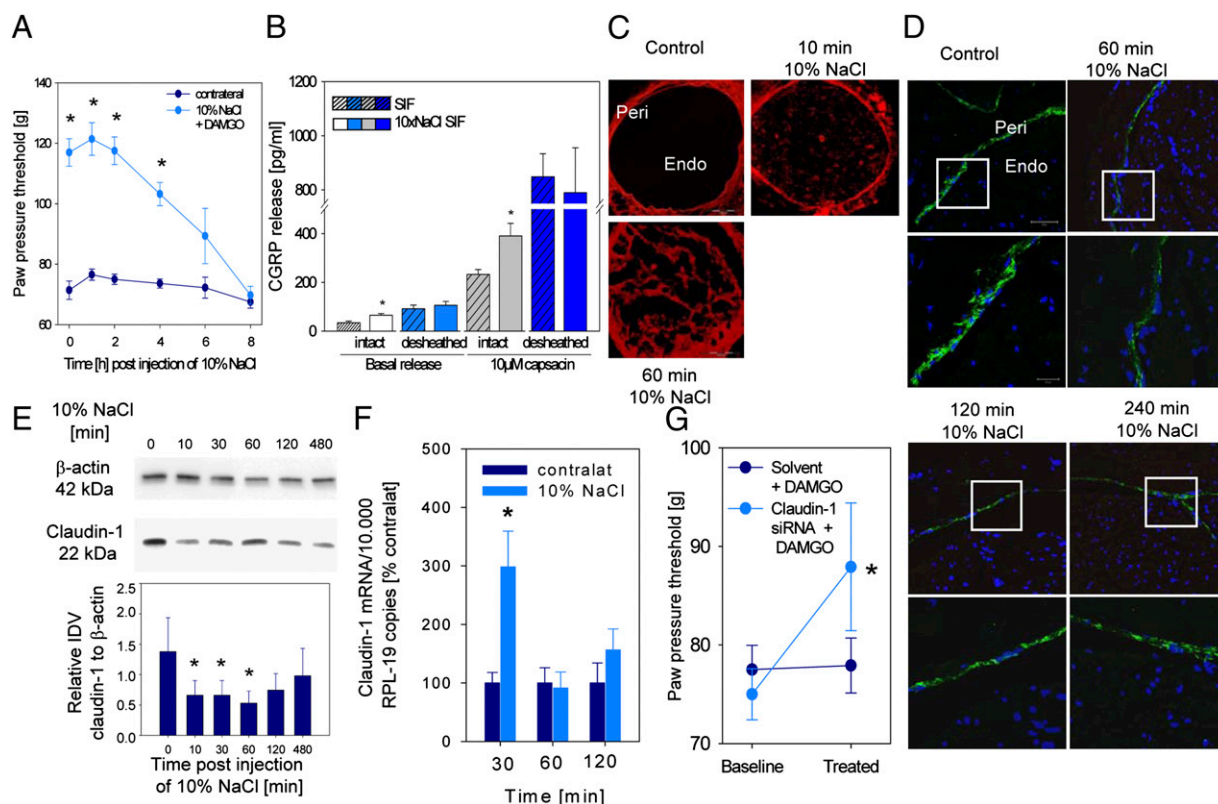 A
Paw pressure threshold [g]
140
120
100
80
60
contrateral
10% NaCl
+ DAMGO
*
*
*
*
0
2
4
6
8
Time [h] post injection of 10% NaCl
B
CGRP release [pg/ml]
1200
1000
800
400
200
0
SIF
10xNaCl SIF
*
*
intact
desheathed
intact
desheathed
Basal release
10µM capsacin
C
Control
10 min
10% NaCl
Peri
Endo
60 min
10% NaCl
D
Control
60 min
10% NaCl
Peri
Endo
120 min
10% NaCl
240 min
10% NaCl
E
10% NaCl
[min]
0 10 30 60 120 480
β-actin
42 kDa
Claudin-1
22 kDa
Relative IDV
claudin-1 to β-actin
2.5
2.0
1.5
1.0
0.5
0.0
* * *
0 10 30 60 120 480
Time post injection
of 10% NaCl [min]
F
Claudin-1 mRNA/10.000
RPL-19 copies [% contralat]
500
400
300
200
100
0
contralat
10% NaCl
*
30 60 120
Time [min]
G
Paw pressure threshold [g]
100
90
80
70
Solvent
+ DAMGO
Claudin-1
siRNA +
DAMGO
*
Baseline
Treated